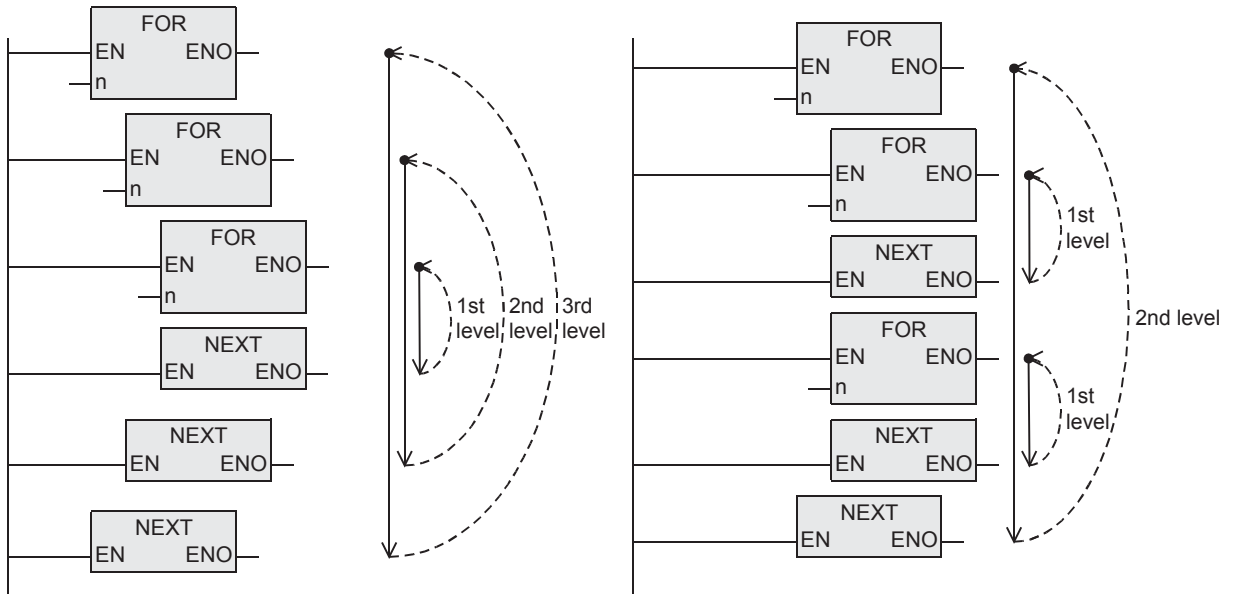 FOR
EN ENO
n
FOR
EN ENO
n
FOR
EN ENO
n
NEXT
EN ENO
NEXT
EN ENO
NEXT
EN ENO
1st level
2nd level
3rd level
FOR
EN ENO
n
FOR
EN ENO
n
NEXT
EN ENO
FOR
EN ENO
n
NEXT
EN ENO
NEXT
EN ENO
1st level
1st level
2nd level